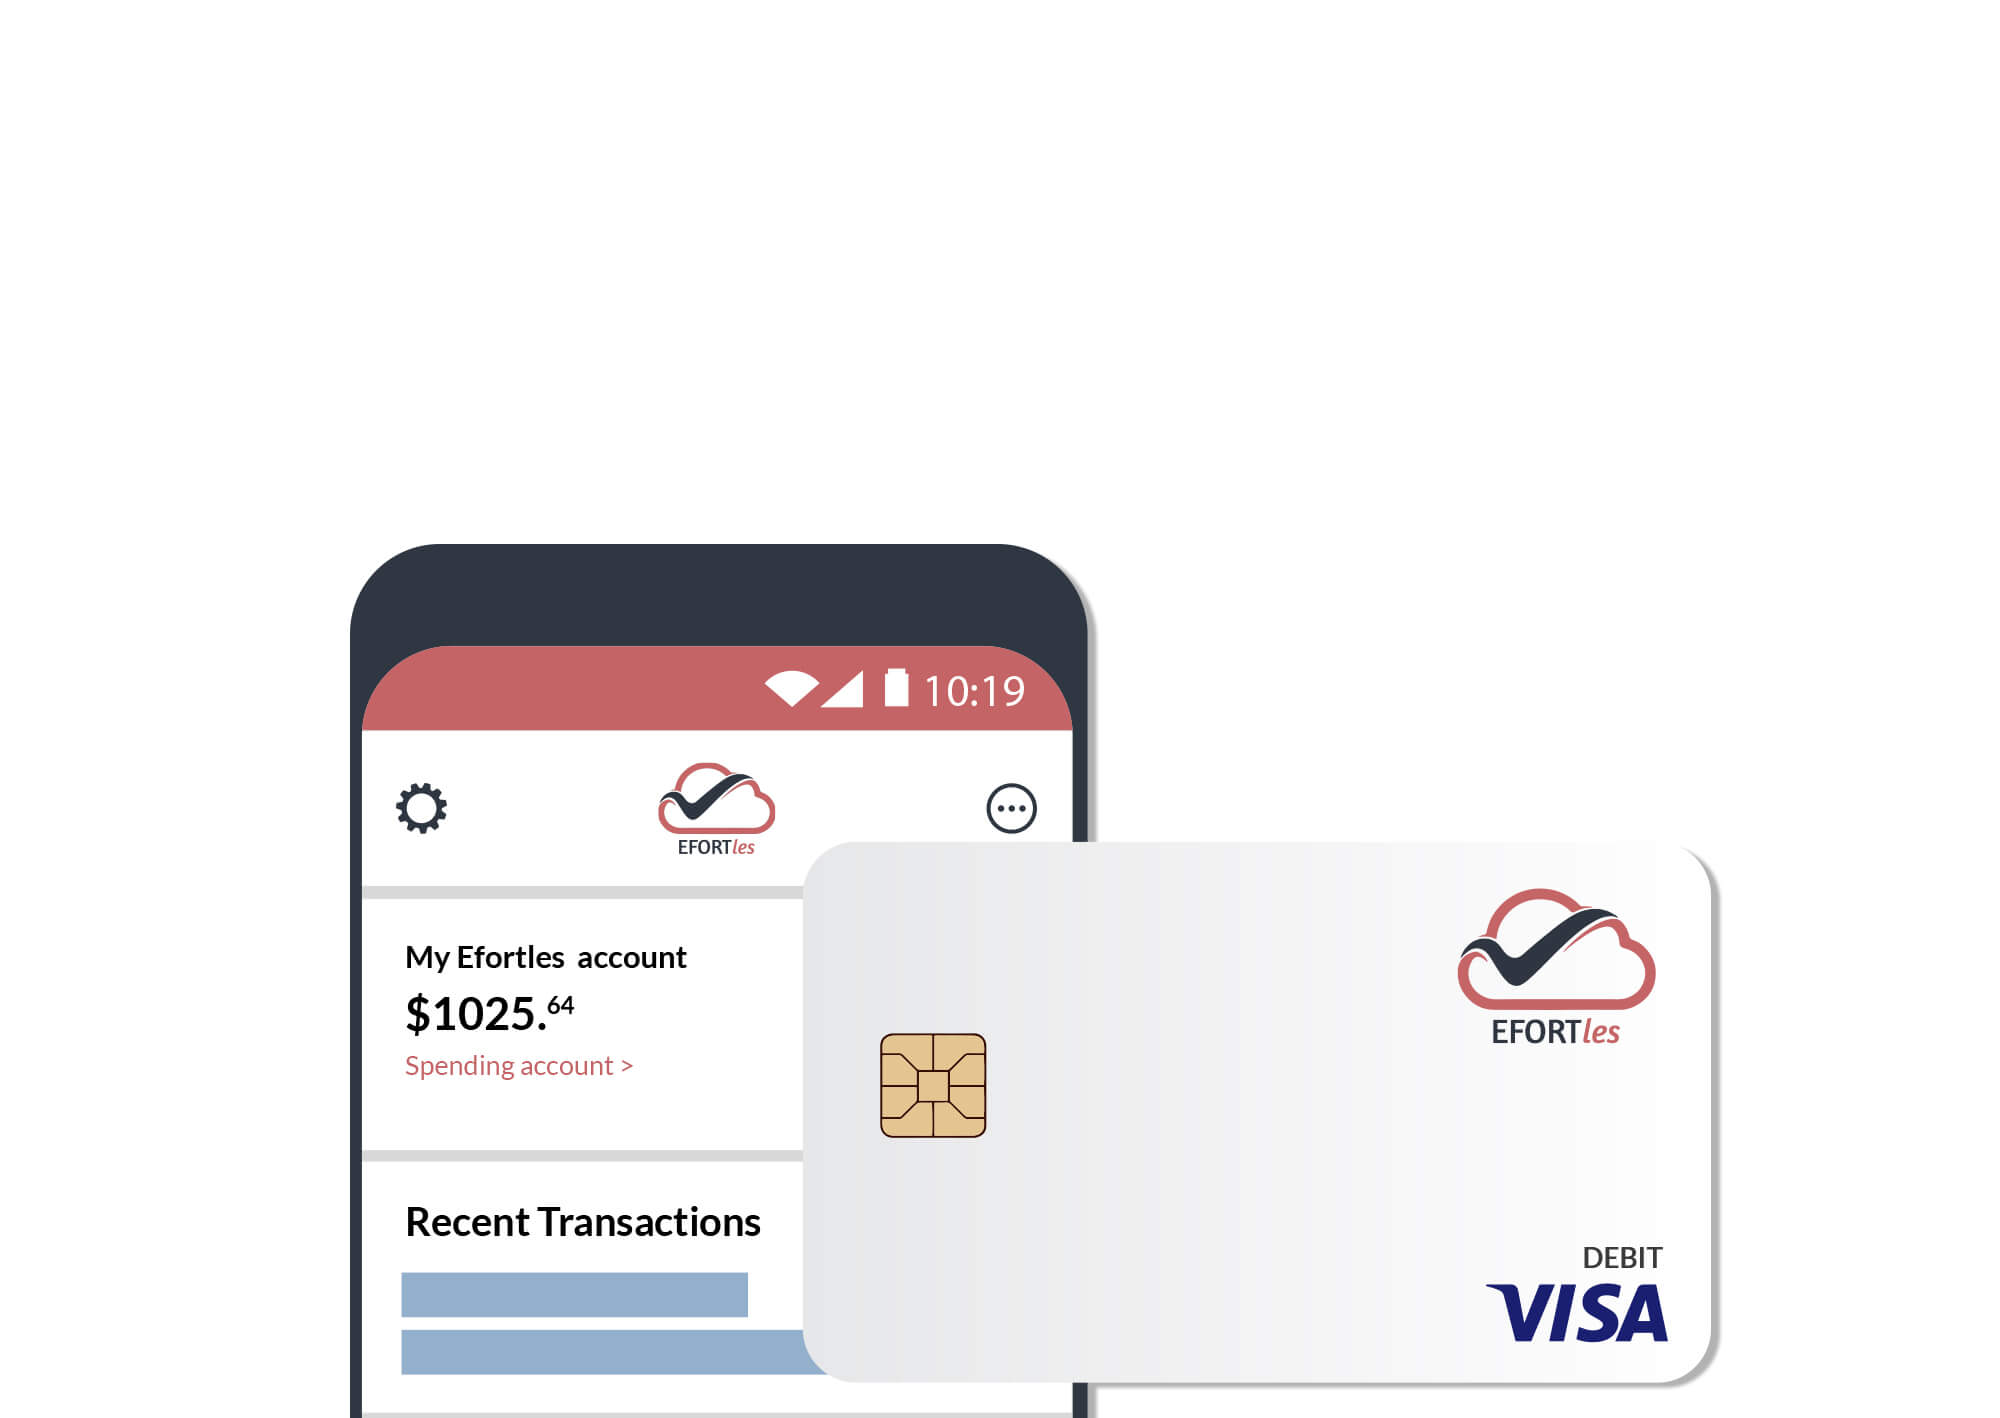 10:19
EFORTles
My Efortles account
$1025.64
Spending account >
Recent Transactions
EFORTles
DEBIT
VISA